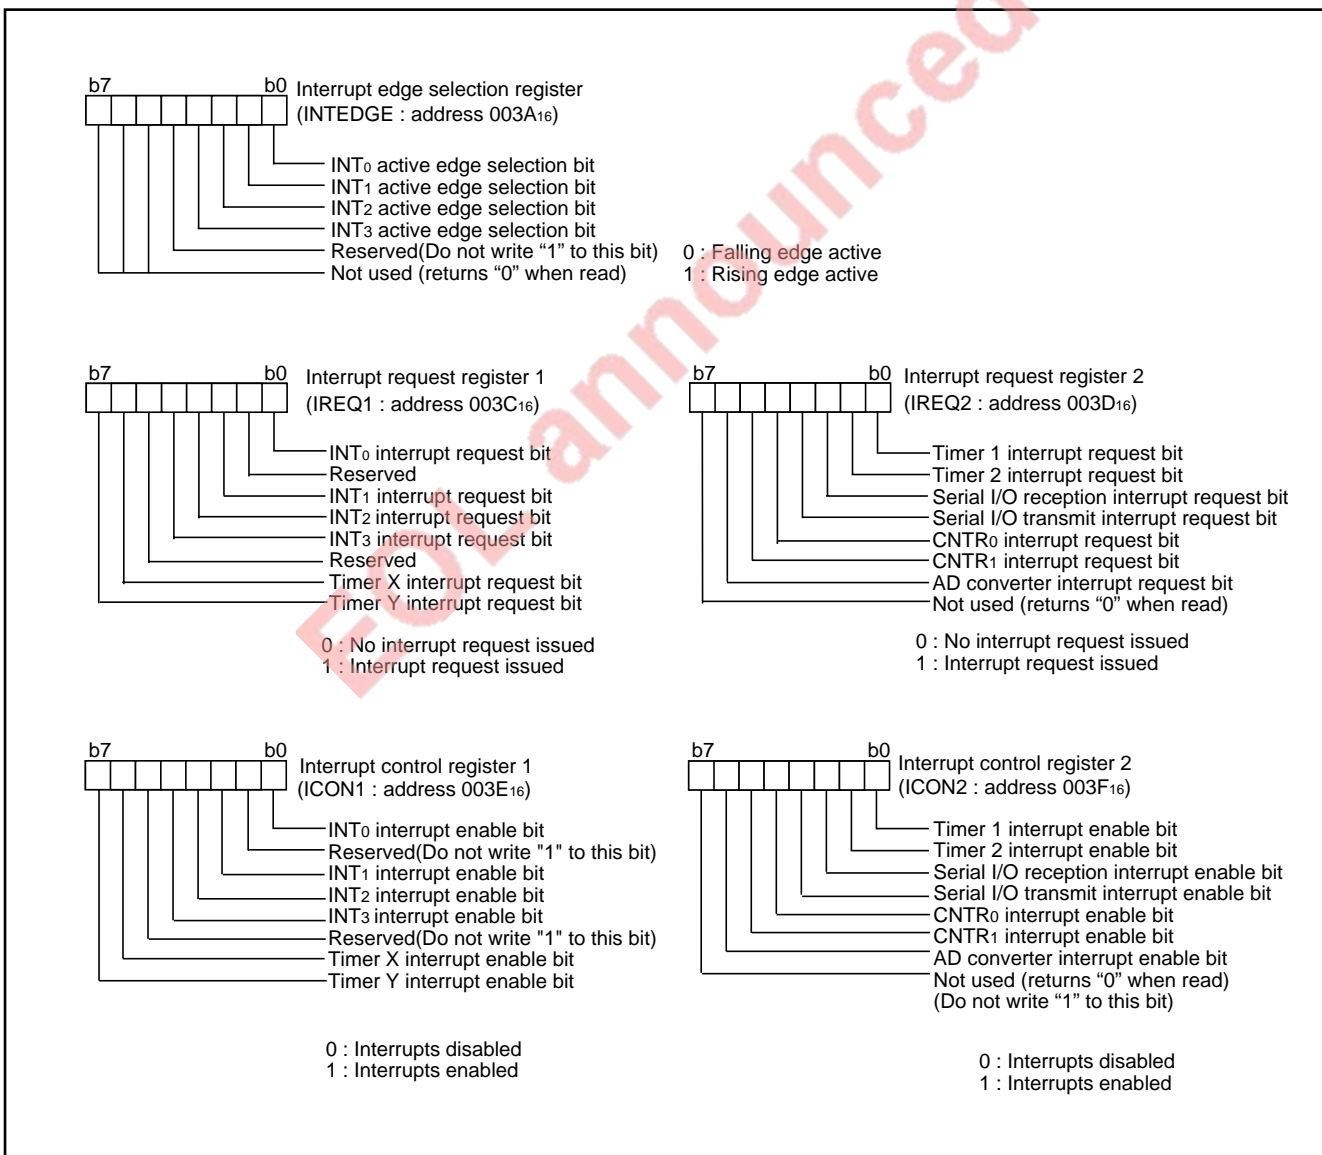 b7 b0 Interrupt edge selection register
(INTEDGE : address 003A16)
INT0 active edge selection bit
INT1 active edge selection bit
INT2 active edge selection bit
INT3 active edge selection bit
Reserved(Do not write “1” to this bit)
Not used (returns “0” when read)
0 : Falling edge active
1 : Rising edge active
b7 b0 Interrupt request register 1
(IREQ1 : address 003C16)
INT0 interrupt request bit
Reserved
INT1 interrupt request bit
INT2 interrupt request bit
INT3 interrupt request bit
Reserved
Timer X interrupt request bit
Timer Y interrupt request bit
0 : No interrupt request issued
1 : Interrupt request issued
b7 b0 Interrupt request register 2
(IREQ2 : address 003D16)
Timer 1 interrupt request bit
Timer 2 interrupt request bit
Serial I/O reception interrupt request bit
Serial I/O transmit interrupt request bit
CNTR0 interrupt request bit
CNTR1 interrupt request bit
AD converter interrupt request bit
Not used (returns “0” when read)
0 : No interrupt request issued
1 : Interrupt request issued
b7 b0 Interrupt control register 1
(ICON1 : address 003E16)
INT0 interrupt enable bit
Reserved(Do not write "1" to this bit)
INT1 interrupt enable bit
INT2 interrupt enable bit
INT3 interrupt enable bit
Reserved(Do not write "1" to this bit)
Timer X interrupt enable bit
Timer Y interrupt enable bit
0 : Interrupts disabled
1 : Interrupts enabled
b7 b0 Interrupt control register 2
(ICON2 : address 003F16)
Timer 1 interrupt enable bit
Timer 2 interrupt enable bit
Serial I/O reception interrupt enable bit
Serial I/O transmit interrupt enable bit
CNTR0 interrupt enable bit
CNTR1 interrupt enable bit
AD converter interrupt enable bit
Not used (returns “0” when read)
(Do not write “1” to this bit)
0 : Interrupts disabled
1 : Interrupts enabled
EOL announced